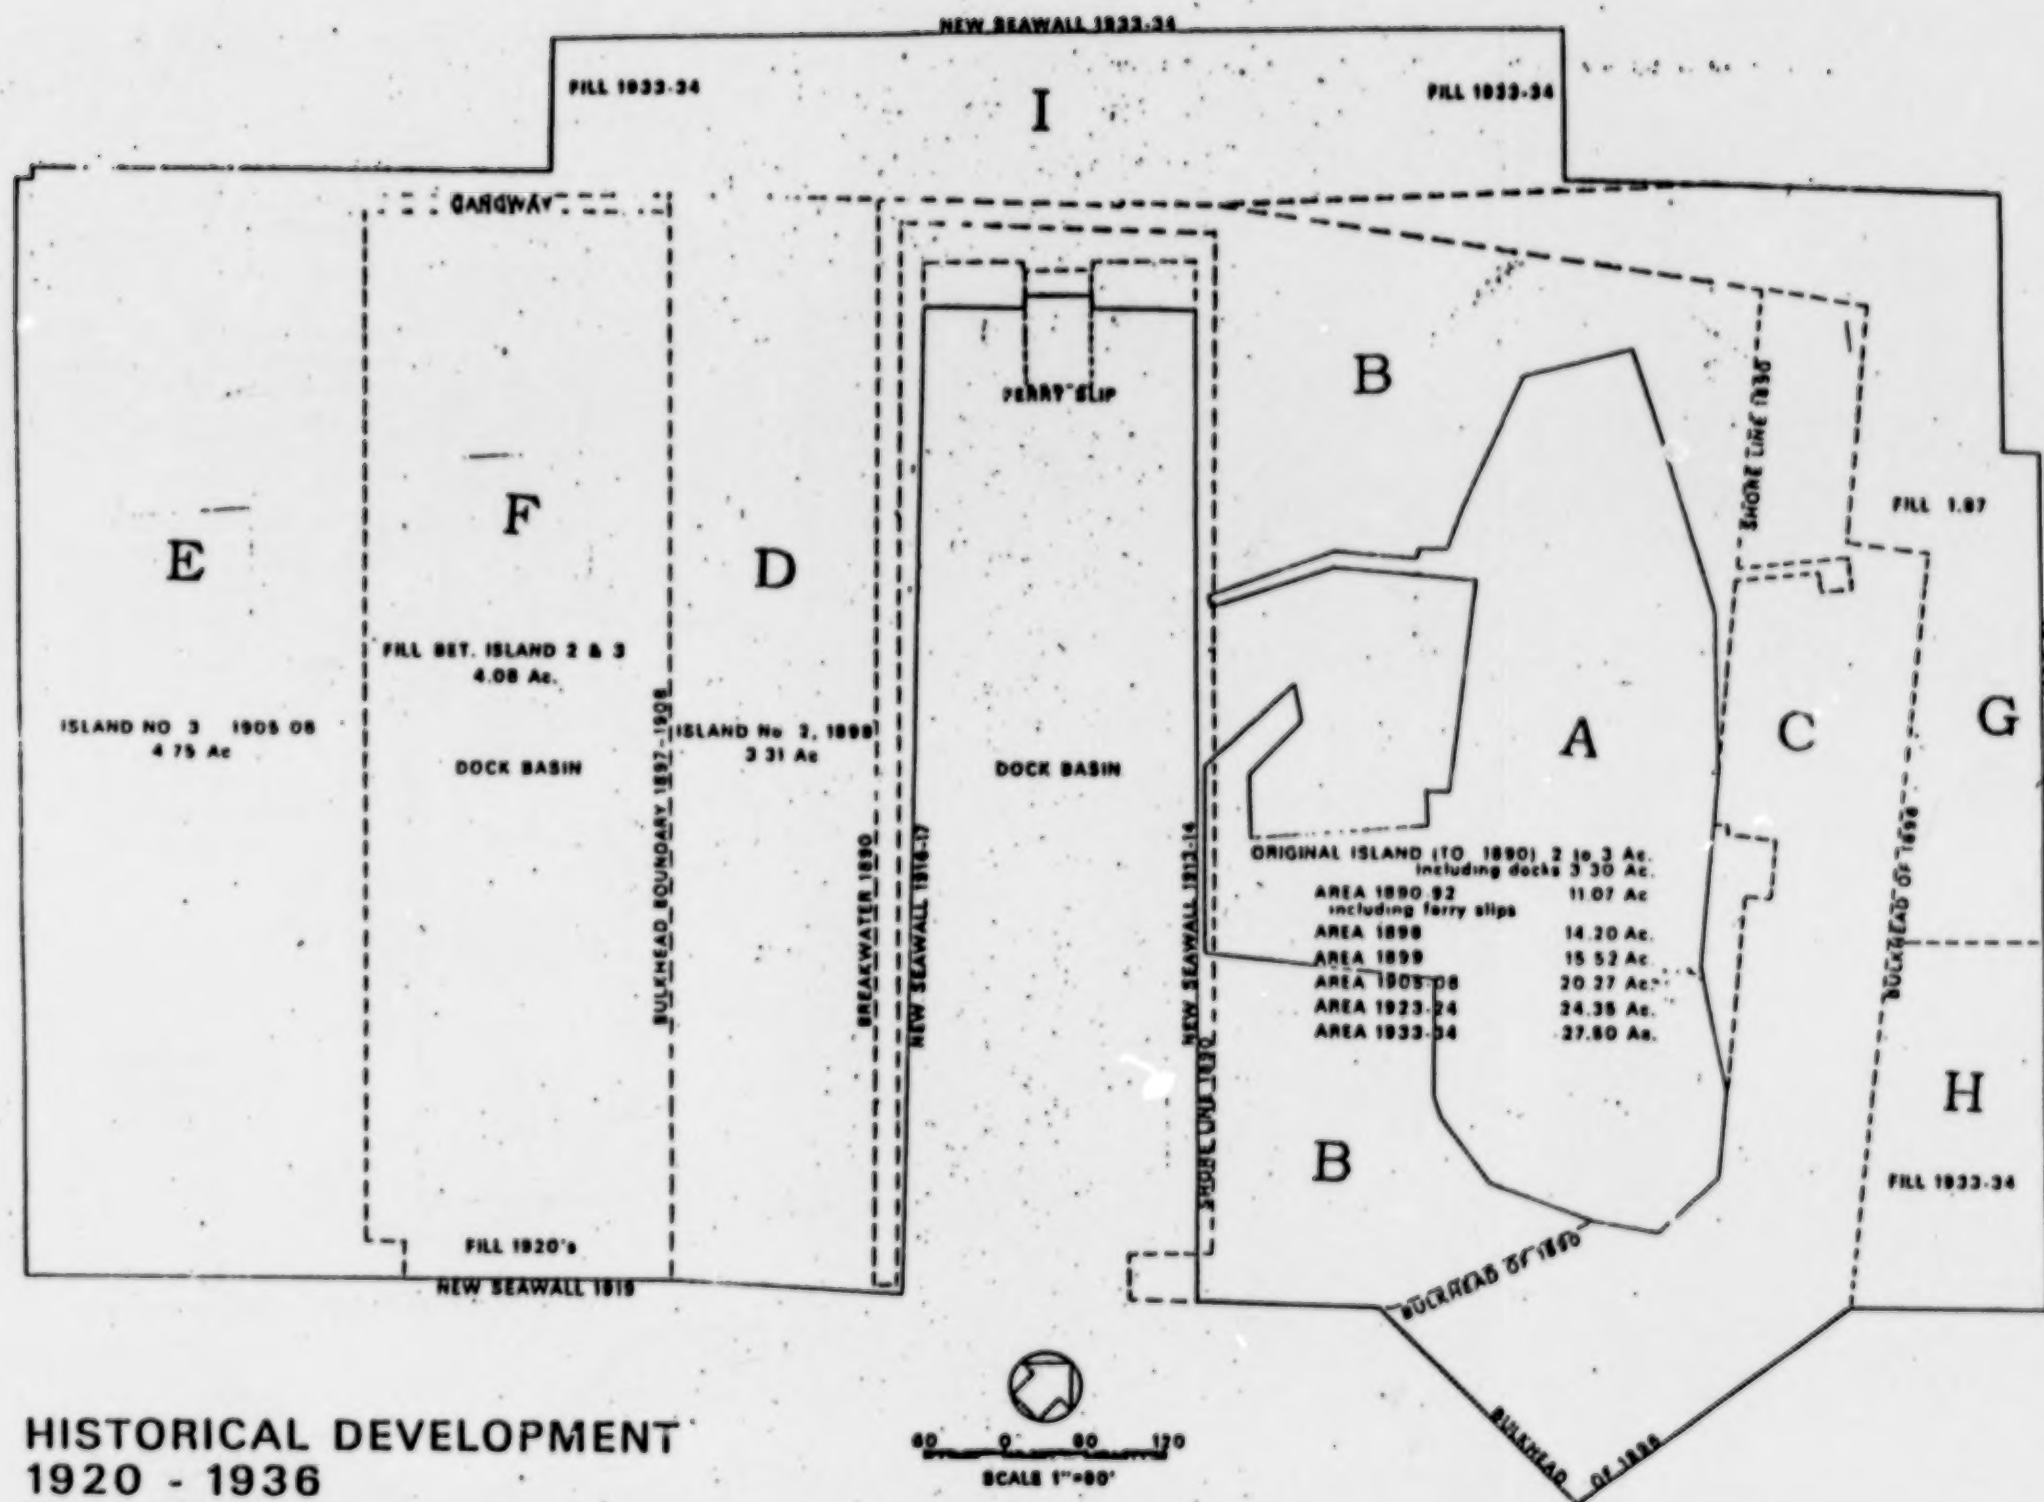 NEW SEAWALL 1933-34
FILL 1933-34
I
FILL 1933-34
GANGWAY
B
FERRY SLIP
SHORE LINE 1890
FILL 1.87
E
F
D
FILL BET. ISLAND 2 & 3
4.08 Ac.
ISLAND NO 3 1905 08
4 75 Ac
ISLAND No 2, 1899
3 31 Ac
DOCK BASIN
DOCK BASIN
A
C
G
BULKHEAD BOUNDARY 1897-1908
BREAKWATER 1890
NEW SEAWALL 1916-17
NEW SEAWALL 1913-14
SHORE LINE 1890
BULKHEAD OF 1898
ORIGINAL ISLAND (TO 1890) 2 to 3 Ac.
including docks 3 30 Ac.
AREA 1890 92 11 07 Ac
including ferry slips
AREA 1898 14.20 Ac.
AREA 1899 15 52 Ac
AREA 1905-08 20 27 Ac.
AREA 1923-24 24.35 Ac.
AREA 1933-34 27.80 Ac.
H
B
FILL 1933-34
FILL 1920's
NEW SEAWALL 1919
BULKHEAD OF 1890
BULKHEAD OF
HISTORICAL DEVELOPMENT
1920 - 1936
60 0 60 120
SCALE 1"=60'